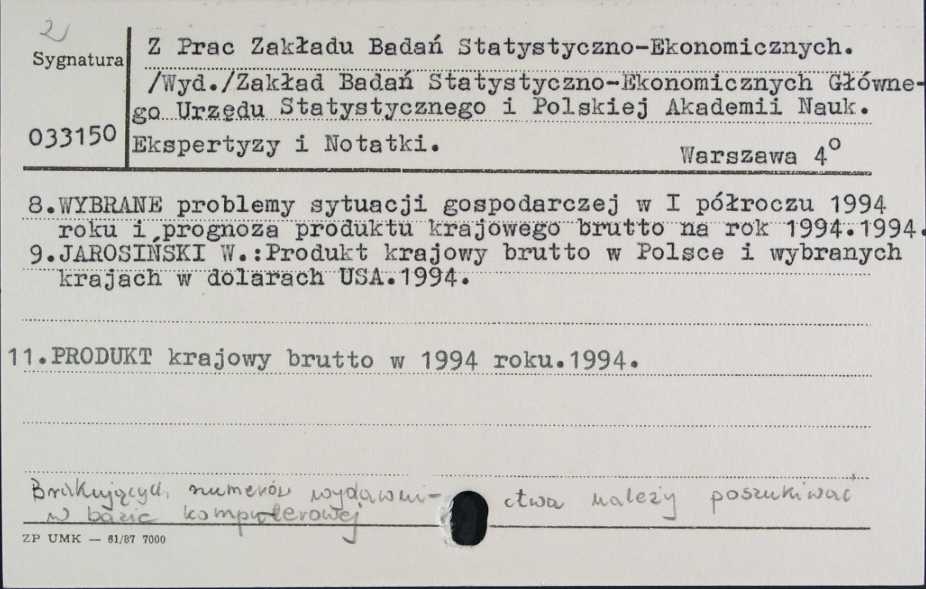 2
Z Prac Zakładu Badań Statystyczno-Ekonomicznych.
Sygnatura
/Wyd./Zakład Badań Statystyczno-Ekonomicznych Główne-
go Urzędu Statystycznego i Polskiej Akademii Nauk.
033150
Ekspertyzy i Notatki.
Warszawa 4°
8.WYBRANE problemy sytuacji gospodarczej w I półroczu 1994
roku i prognoza produktu krajowego brutto na rok 1994.1994.
9.JAROSIŃSKI W.:Produkt krajowy brutto w Polsce i wybranych
krajach w dolarach USA.1994.
11.PRODUKT krajowy brutto w 1994 roku.1994.
Brakujących numerów wydawni- ctwa należy poszukiwać
w bazie komputerowej
ZP UMK — 61/87 7000